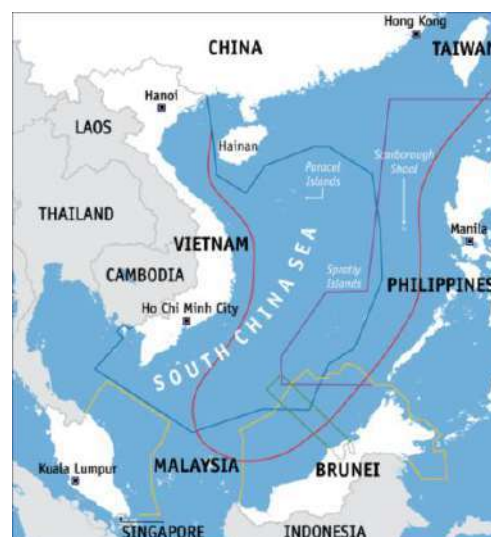 Hong Kong
CHINA
TAIWAN
Hanoi
LAOS
Hainan
Paracel
Islands
Scarborough
Shoal
THAILAND
VIETNAM
Manila
CAMBODIA
SOUTH CHINA SEA
Spratly
Islands
PHILIPPINES
Ho Chi Minh City
Kuala Lumpur
MALAYSIA
BRUNEI
SINGAPORE
INDONESIA